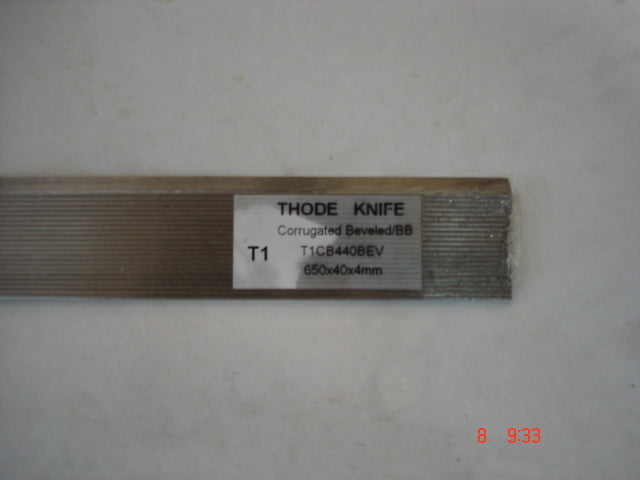 THODE KNIFE
Corrugated Beveled/BB
T1 T1CB440BEV
650x40x4mm
8 9:33